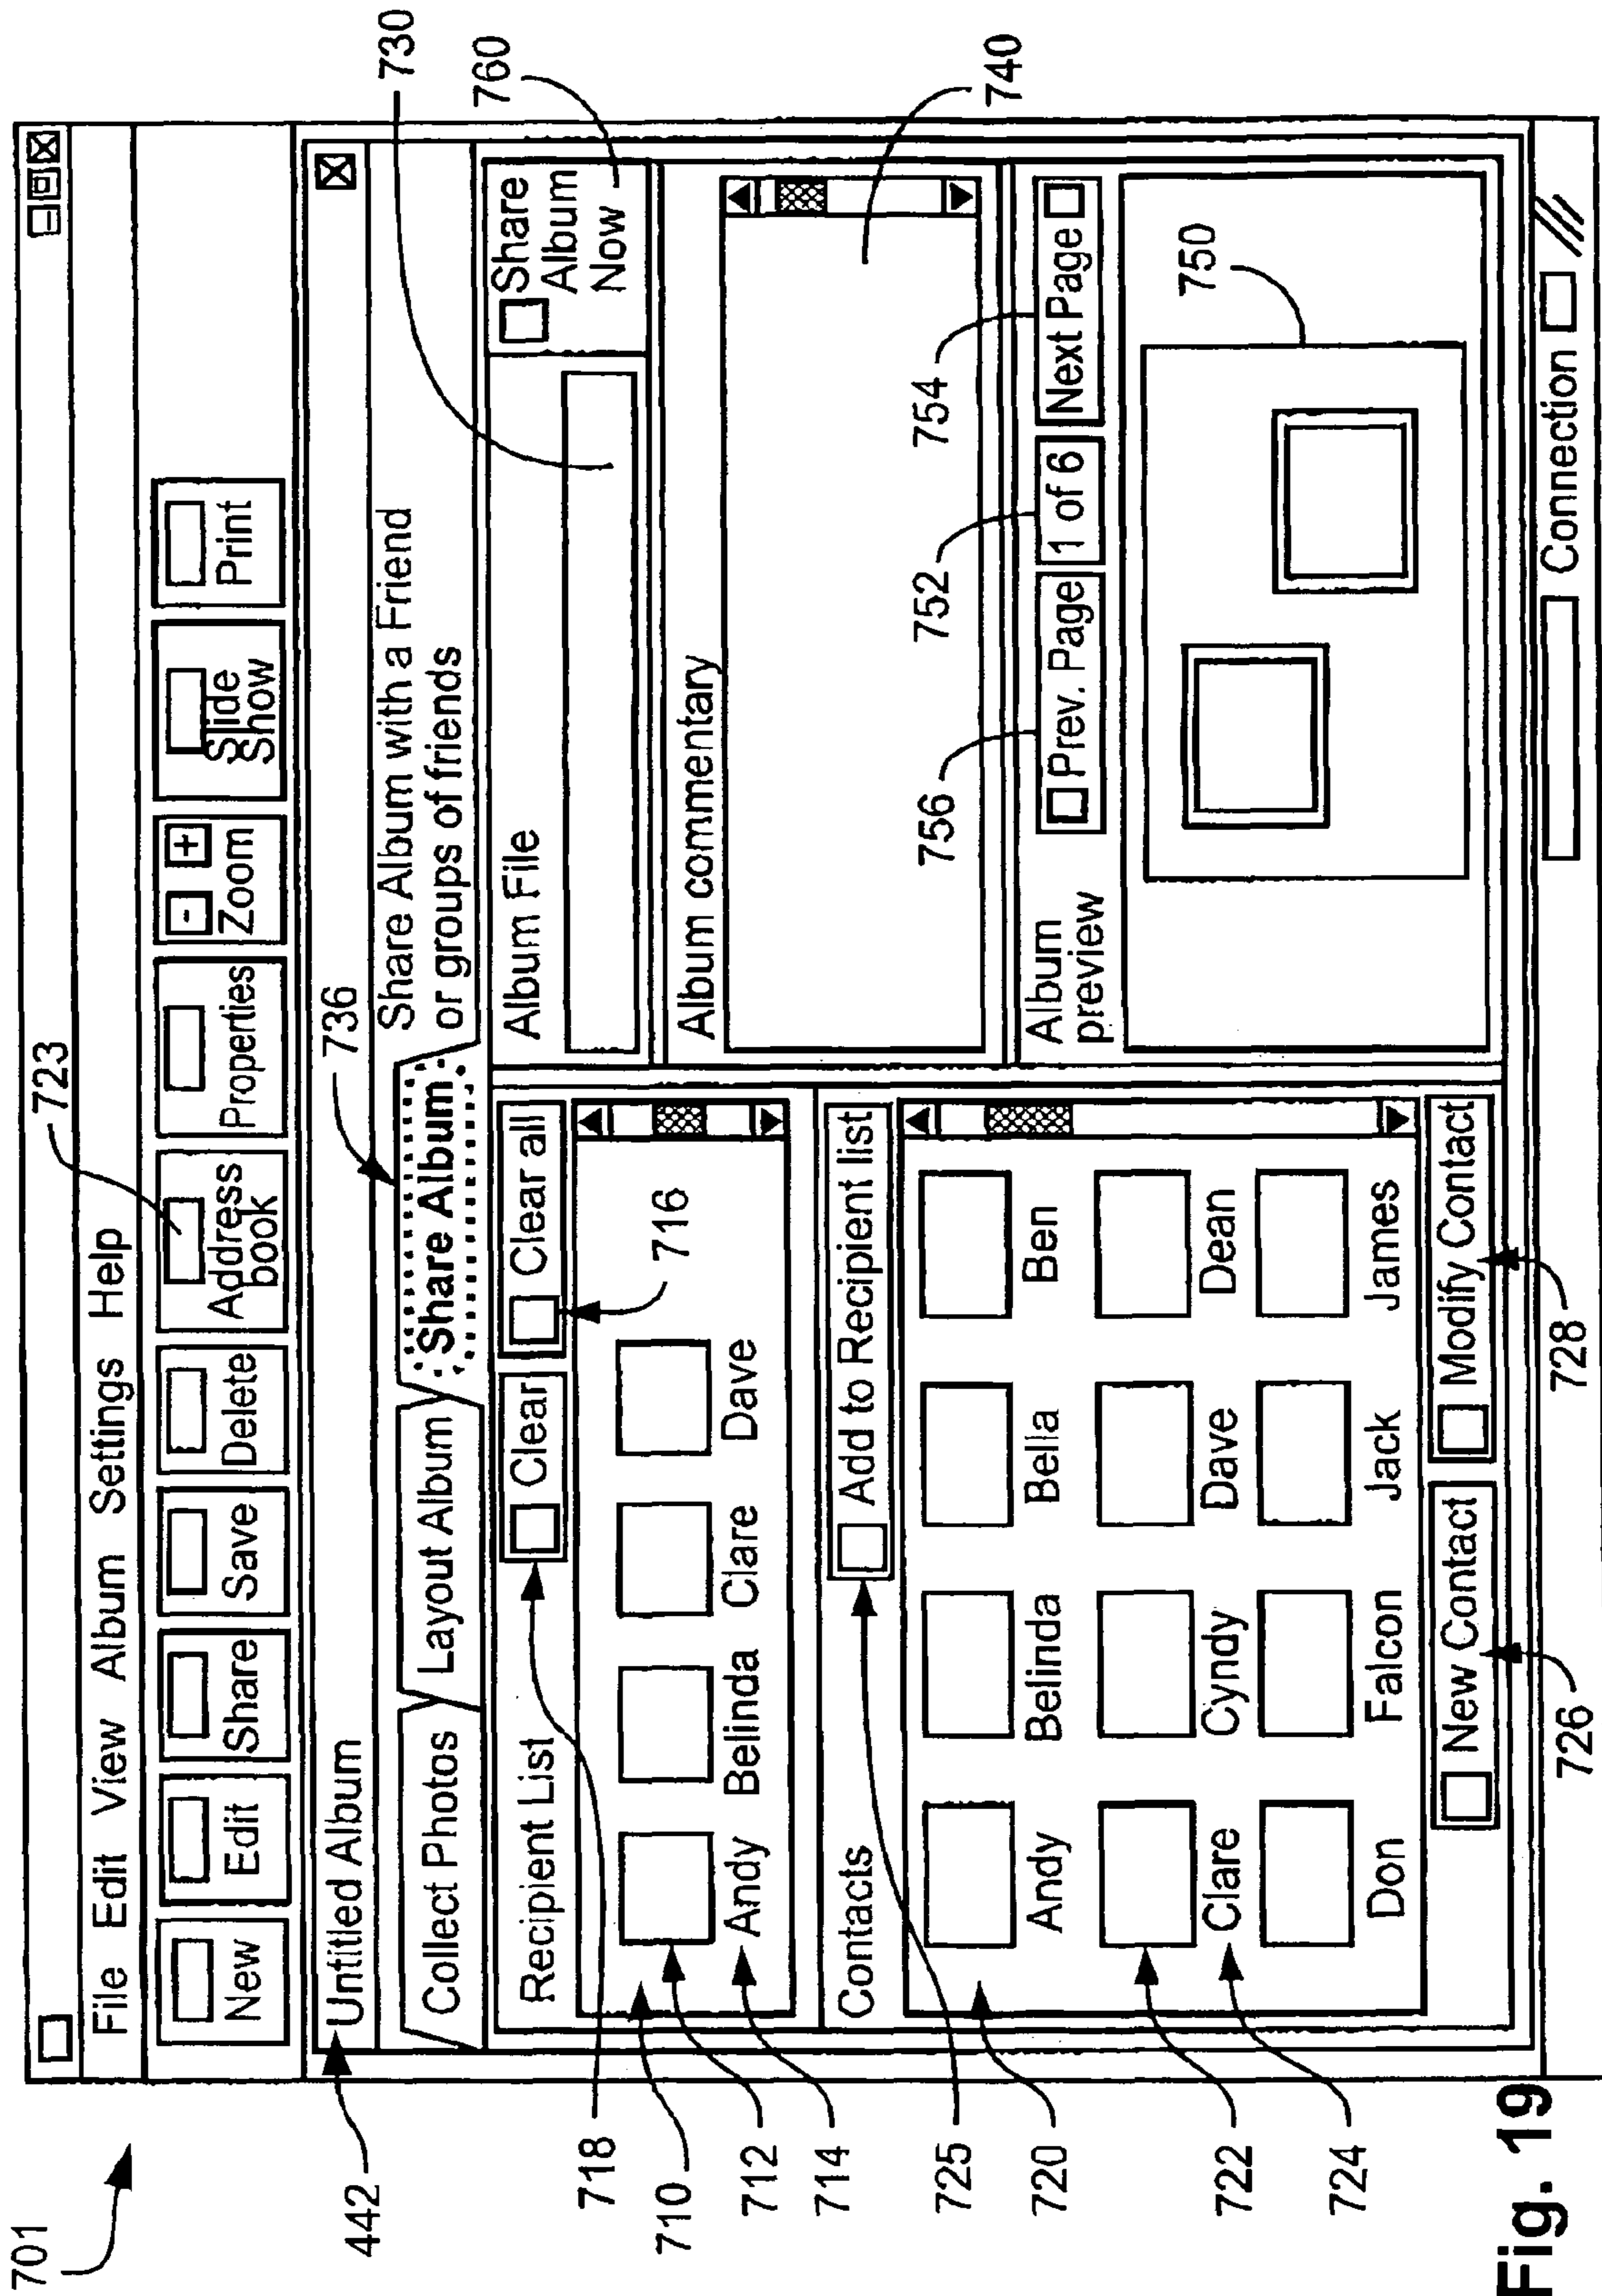 701
723
File Edit View Album Settings Help
New
Edit
Share
Save
Delete
Address
book
Properties
- +
Zoom
Slide
Show
Print
730
760
442
Untitled Album
736
Collect Photos
Layout Album
Share Album
Share Album with a Friend
or groups of friends
718
Recipient List
Clear
Clear all
716
710
712
714
Andy
Belinda
Clare
Dave
Album File
Share
Album
Now
Album commentary
740
725
Contacts
Add to Recipient list
720
Andy
Belinda
Bella
Ben
722
724
Clare
Cyndy
Dave
Dean
Don
Falcon
Jack
James
New Contact
Modify Contact
726
728
756
752
754
Album
preview
Prev. Page
1 of 6
Next Page
750
Connection
Fig. 19